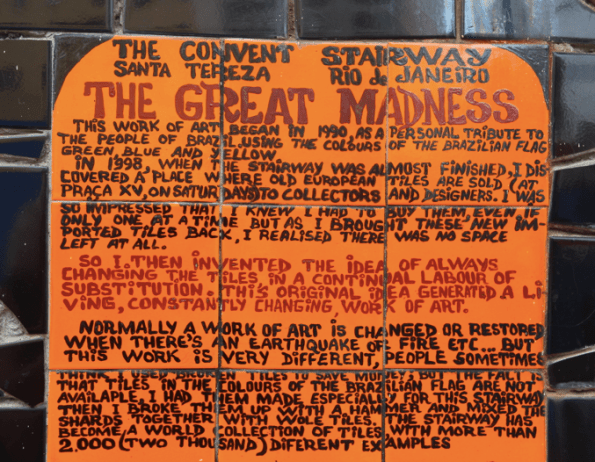 THE CONVENT STAIRWAY
SANTA TEREZA RIO de JANEIRO
THE GREAT MADNESS
THIS WORK OF ART BEGAN IN 1990, AS A PERSONAL TRIBUTE TO
THE PEOPLE OF BRAZIL, USING THE COLOURS OF THE BRAZILIAN FLAG
GREEN BLUE AND YELLOW.
IN 1998, WHEN THE STAIRWAY WAS ALMOST FINISHED, I DIS
COVERED A PLACE WHERE OLD EUROPEAN TILES ARE SOLD, (AT
PRAÇA XV, ON SATURDAYS TO COLLECTORS AND DESIGNERS. I WAS
SO IMPRESSED THAT I KNEW I HAD TO BUY THEM, EVEN IF
ONLY ONE AT A TIME BUT AS I BROUGHT THESE NEW IM-
PORTED TILES BACK, I REALISED THERE WAS NO SPACE
LEFT AT ALL.
SO I THEN INVENTED THE IDEA OF ALWAYS
CHANGING THE TILES IN A CONTINUAL LABOUR OF
SUBSTITUTION. THIS ORIGINAL IDEA GENERATED A LI-
VING, CONSTANTLY CHANGING, WORK OF ART.
NORMALLY A WORK OF ART IS CHANGED OR RESTORED
WHEN THERE'S AN EARTHQUAKE OF FIRE ETC... BUT
THIS WORK IS VERY DIFFERENT, PEOPLE SOMETIMES
THINK I USED BROKEN TILES TO SAVE MONEY; BUT THE FACT IS
THAT TILES IN THE COLOURS OF THE BRAZILIAN FLAG ARE NOT
AVAILAPLE. I HAD THEM MADE ESPECIALLY FOR THIS STAIRWAY
THEN I BROKE THEM UP WITH A HAMMER AND MIXED THE
SHARDS TOGETHER WITH WOLE TILES. THE STAIRWAY HAS
BECOME A WORLD COLLECTION OF TILES WITH MORE THAN
2.000 (TWO THOUSAND) DIFERENT EXAMPLES